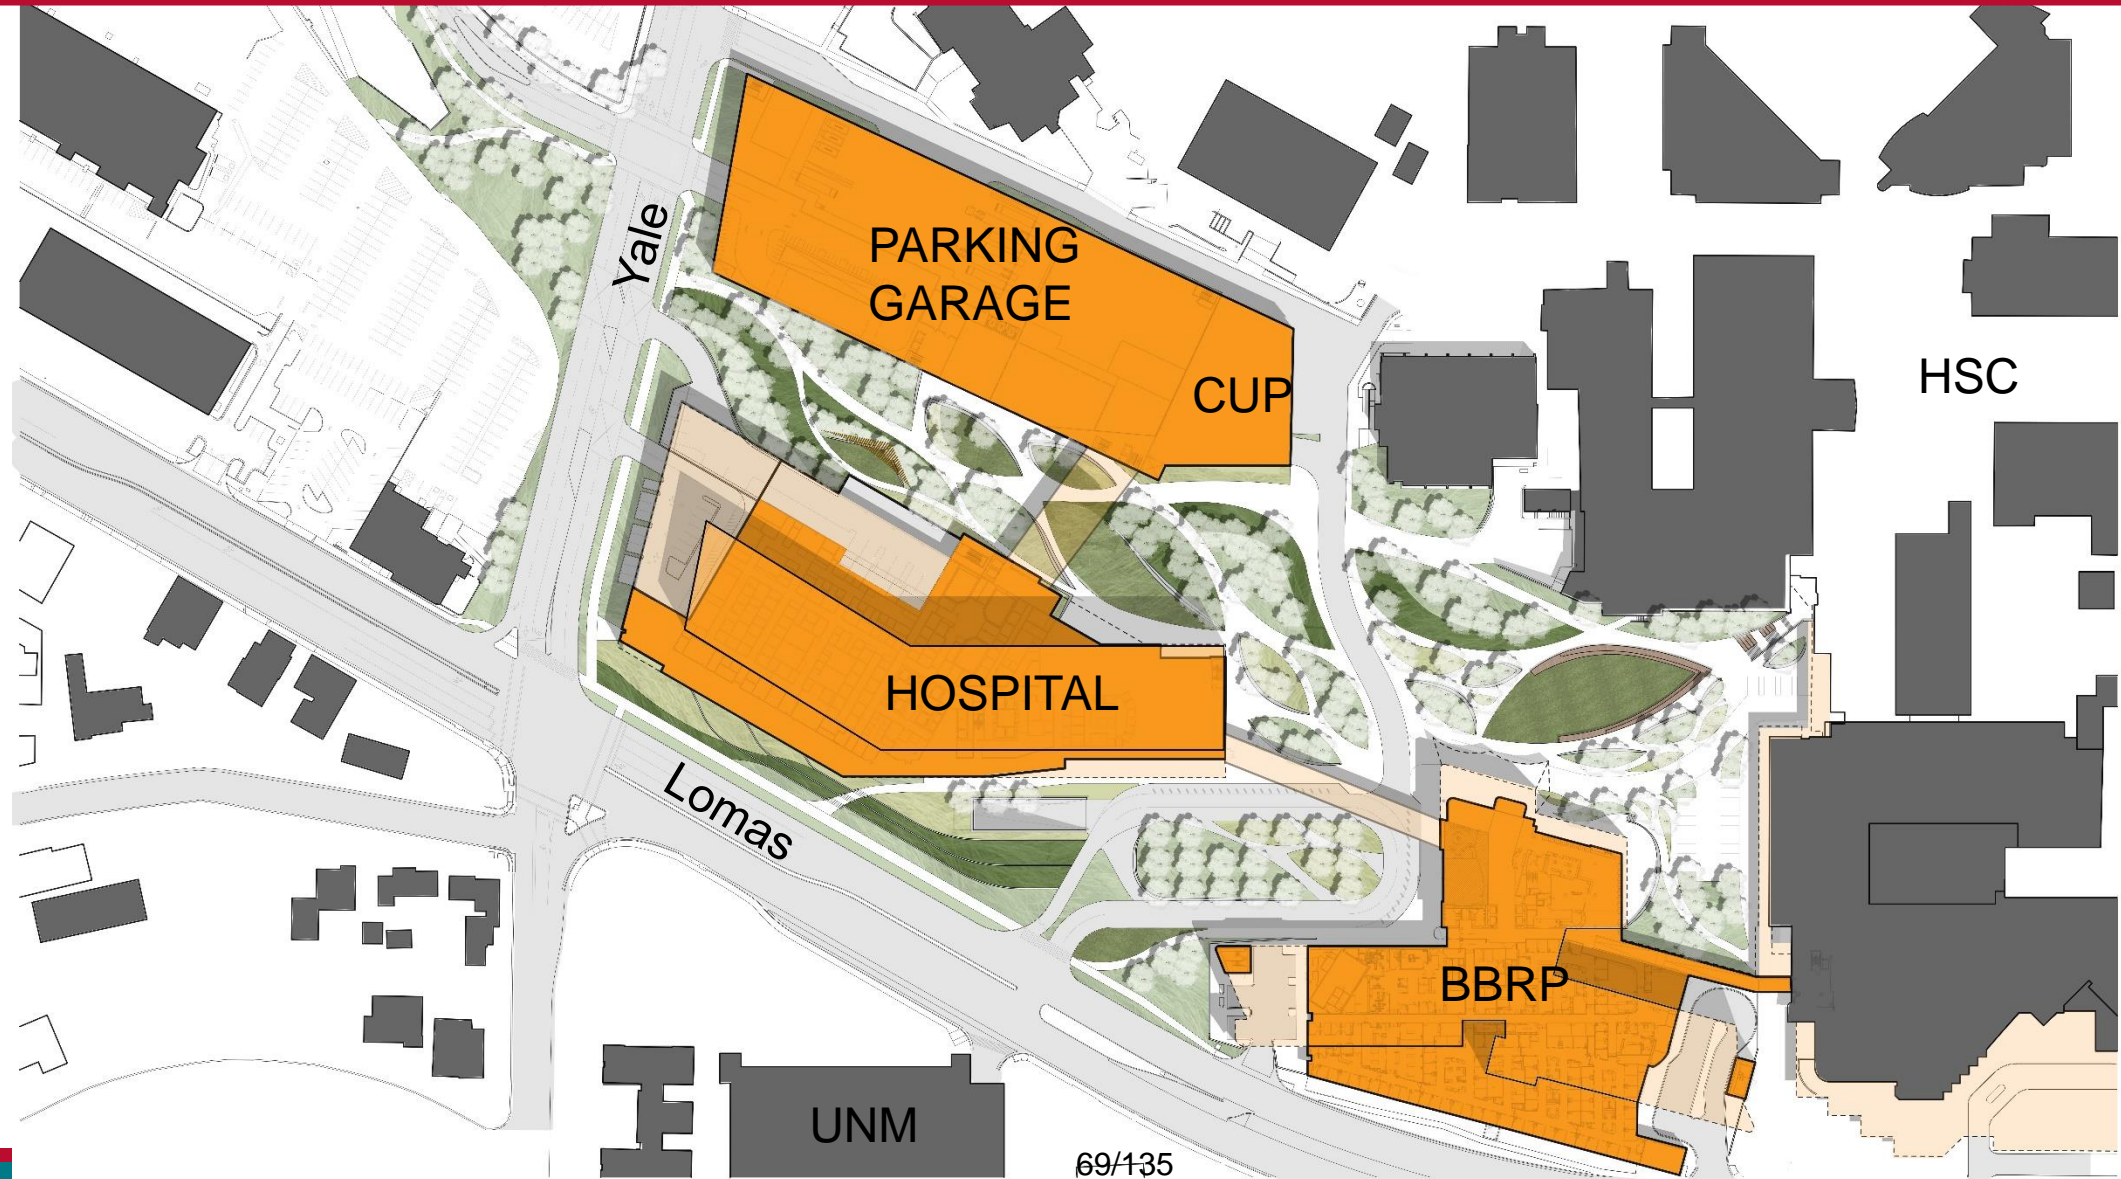 Yale
PARKING
GARAGE
CUP
HSC
HOSPITAL
Lomas
BBRP
UNM
69/135